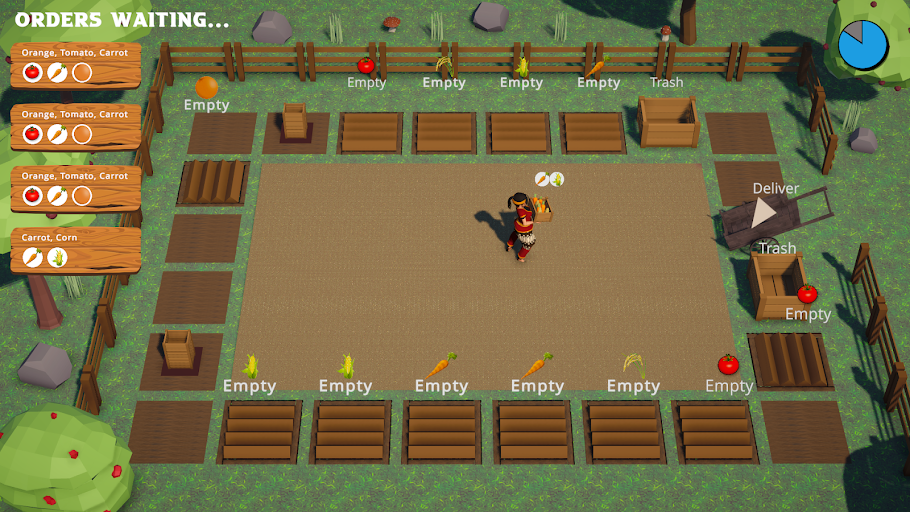 ORDERS WAITING...
Orange, Tomato, Carrot
Orange, Tomato, Carrot
Orange, Tomato, Carrot
Carrot, Corn
Empty
Empty
Empty
Empty
Empty
Trash
Deliver
Trash
Empty
Empty
Empty
Empty
Empty
Empty
Empty